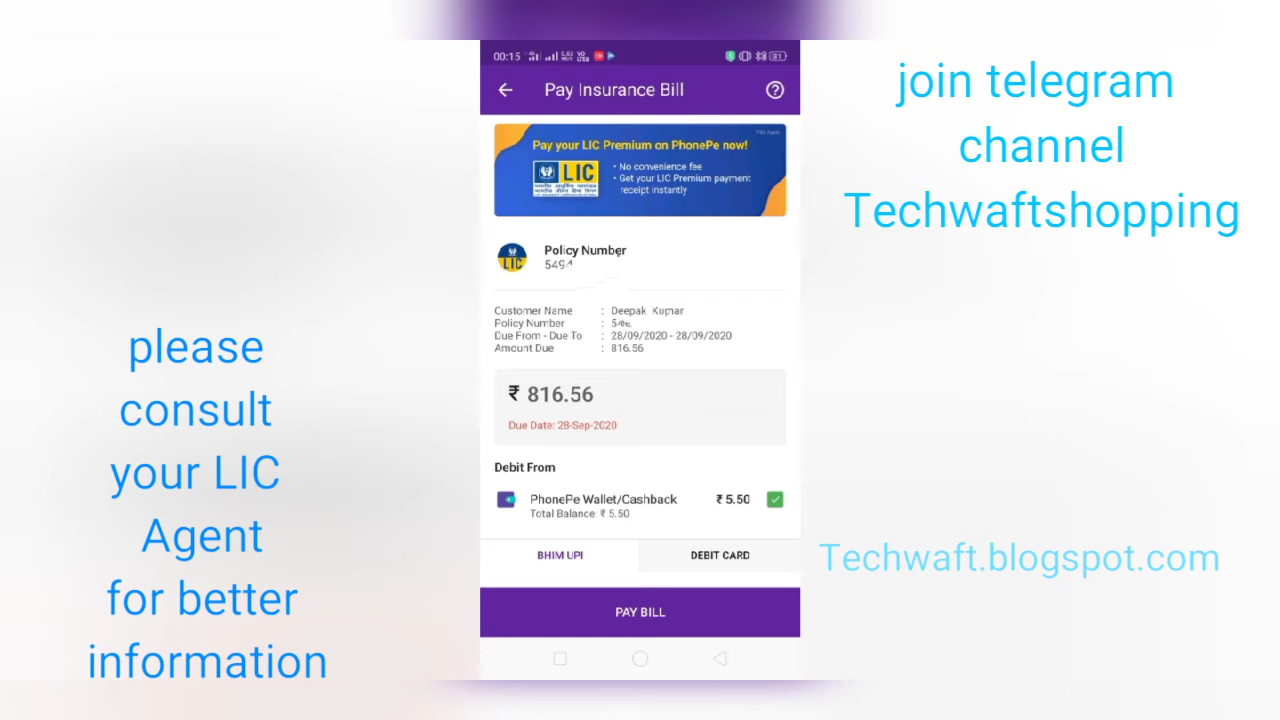 please
consult
your LIC
Agent
for better
information
00:15
Pay Insurance Bill
Pay your LIC Premium on PhonePe now!
LIC
• No convenience fee
• Get your LIC Premium payment
receipt instantly
Policy Number
LIC
Customer Name : Deepak Kumar
Policy Number :
Due From - Due To : 28/09/2020 - 28/09/2020
Amount Due : 816.56
₹ 816.56
Due Date: 28-Sep-2020
Debit From
PhonePe Wallet/Cashback ₹ 5.50
Total Balance: ₹ 5.50
BHIM UPI DEBIT CARD
PAY BILL
join telegram
channel
Techwaftshopping
Techwaft.blogspot.com